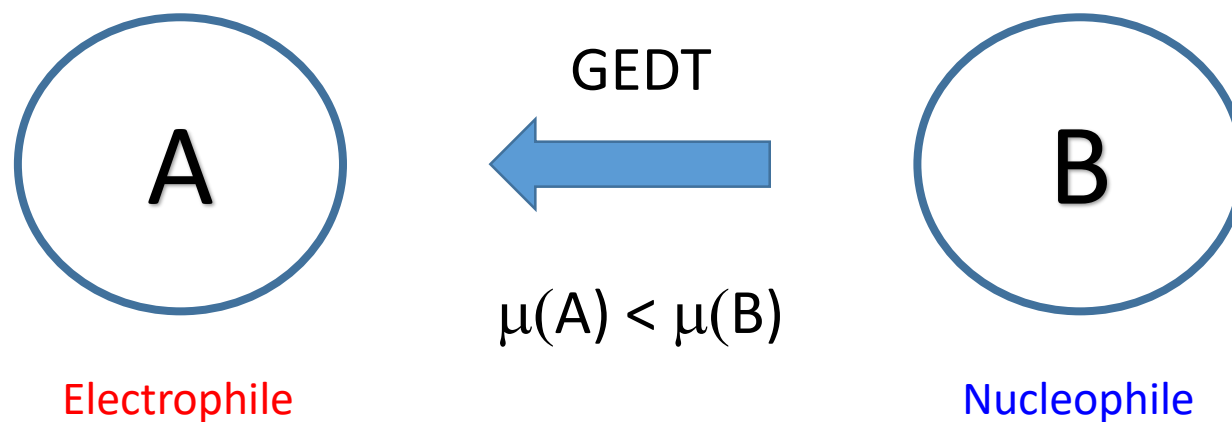 GEDT
A
B
μ(A) < μ(B)
Electrophile
Nucleophile